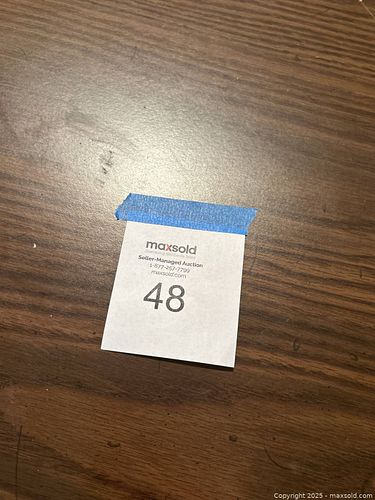 maxsold
Seller-Managed Auction
1-877-257-7799
maxsold.com
48
Copyright 2025 - maxsold.com